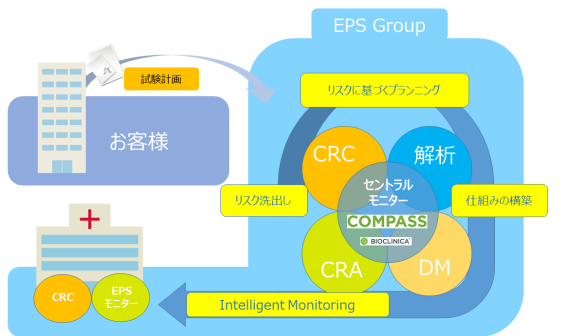 EPS Group
試験計画
お客様
リスクに基づくプランニング
CRC
解析
リスク洗出し
セントラル
モニター
仕組みの構築
COMPASS
BIOCLINICA
CRA
DM
CRC
EPS
モニター
Intelligent Monitoring